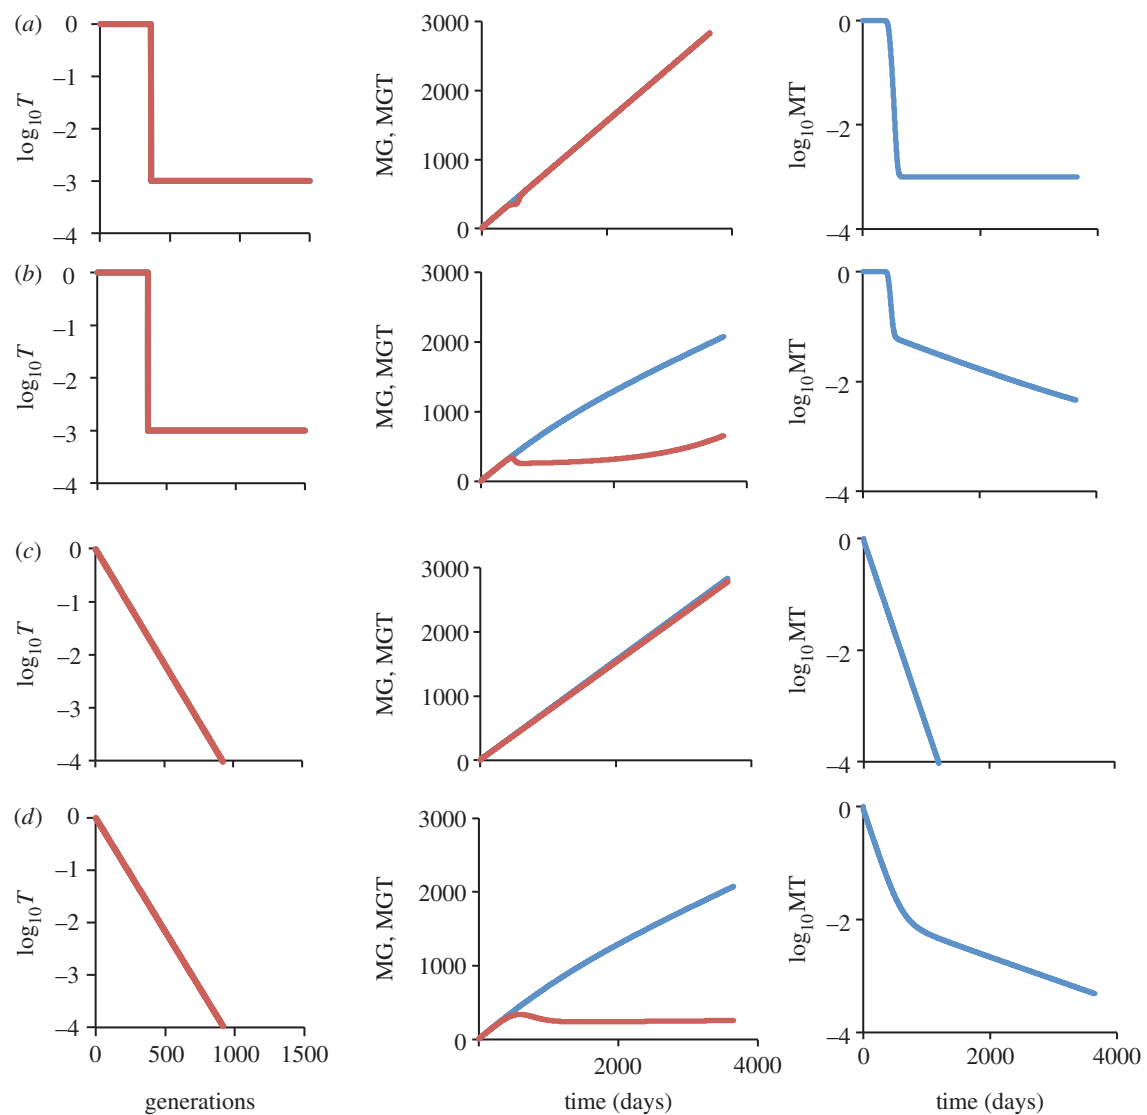 (a)
0
–1
–2
–3
–4
log10T
3000
2000
1000
0
MG, MGT
0
–2
–4
log10MT
(b)
0
–1
–2
–3
–4
log10T
3000
2000
1000
0
MG, MGT
0
–2
–4
log10MT
(c)
0
–1
–2
–3
–4
log10T
3000
2000
1000
0
MG, MGT
0
–2
–4
log10MT
(d)
0
–1
–2
–3
–4
log10T
0 500 1000 1500
generations
3000
2000
1000
0
MG, MGT
2000 4000
time (days)
0
–2
–4
log10MT
0 2000 4000
time (days)